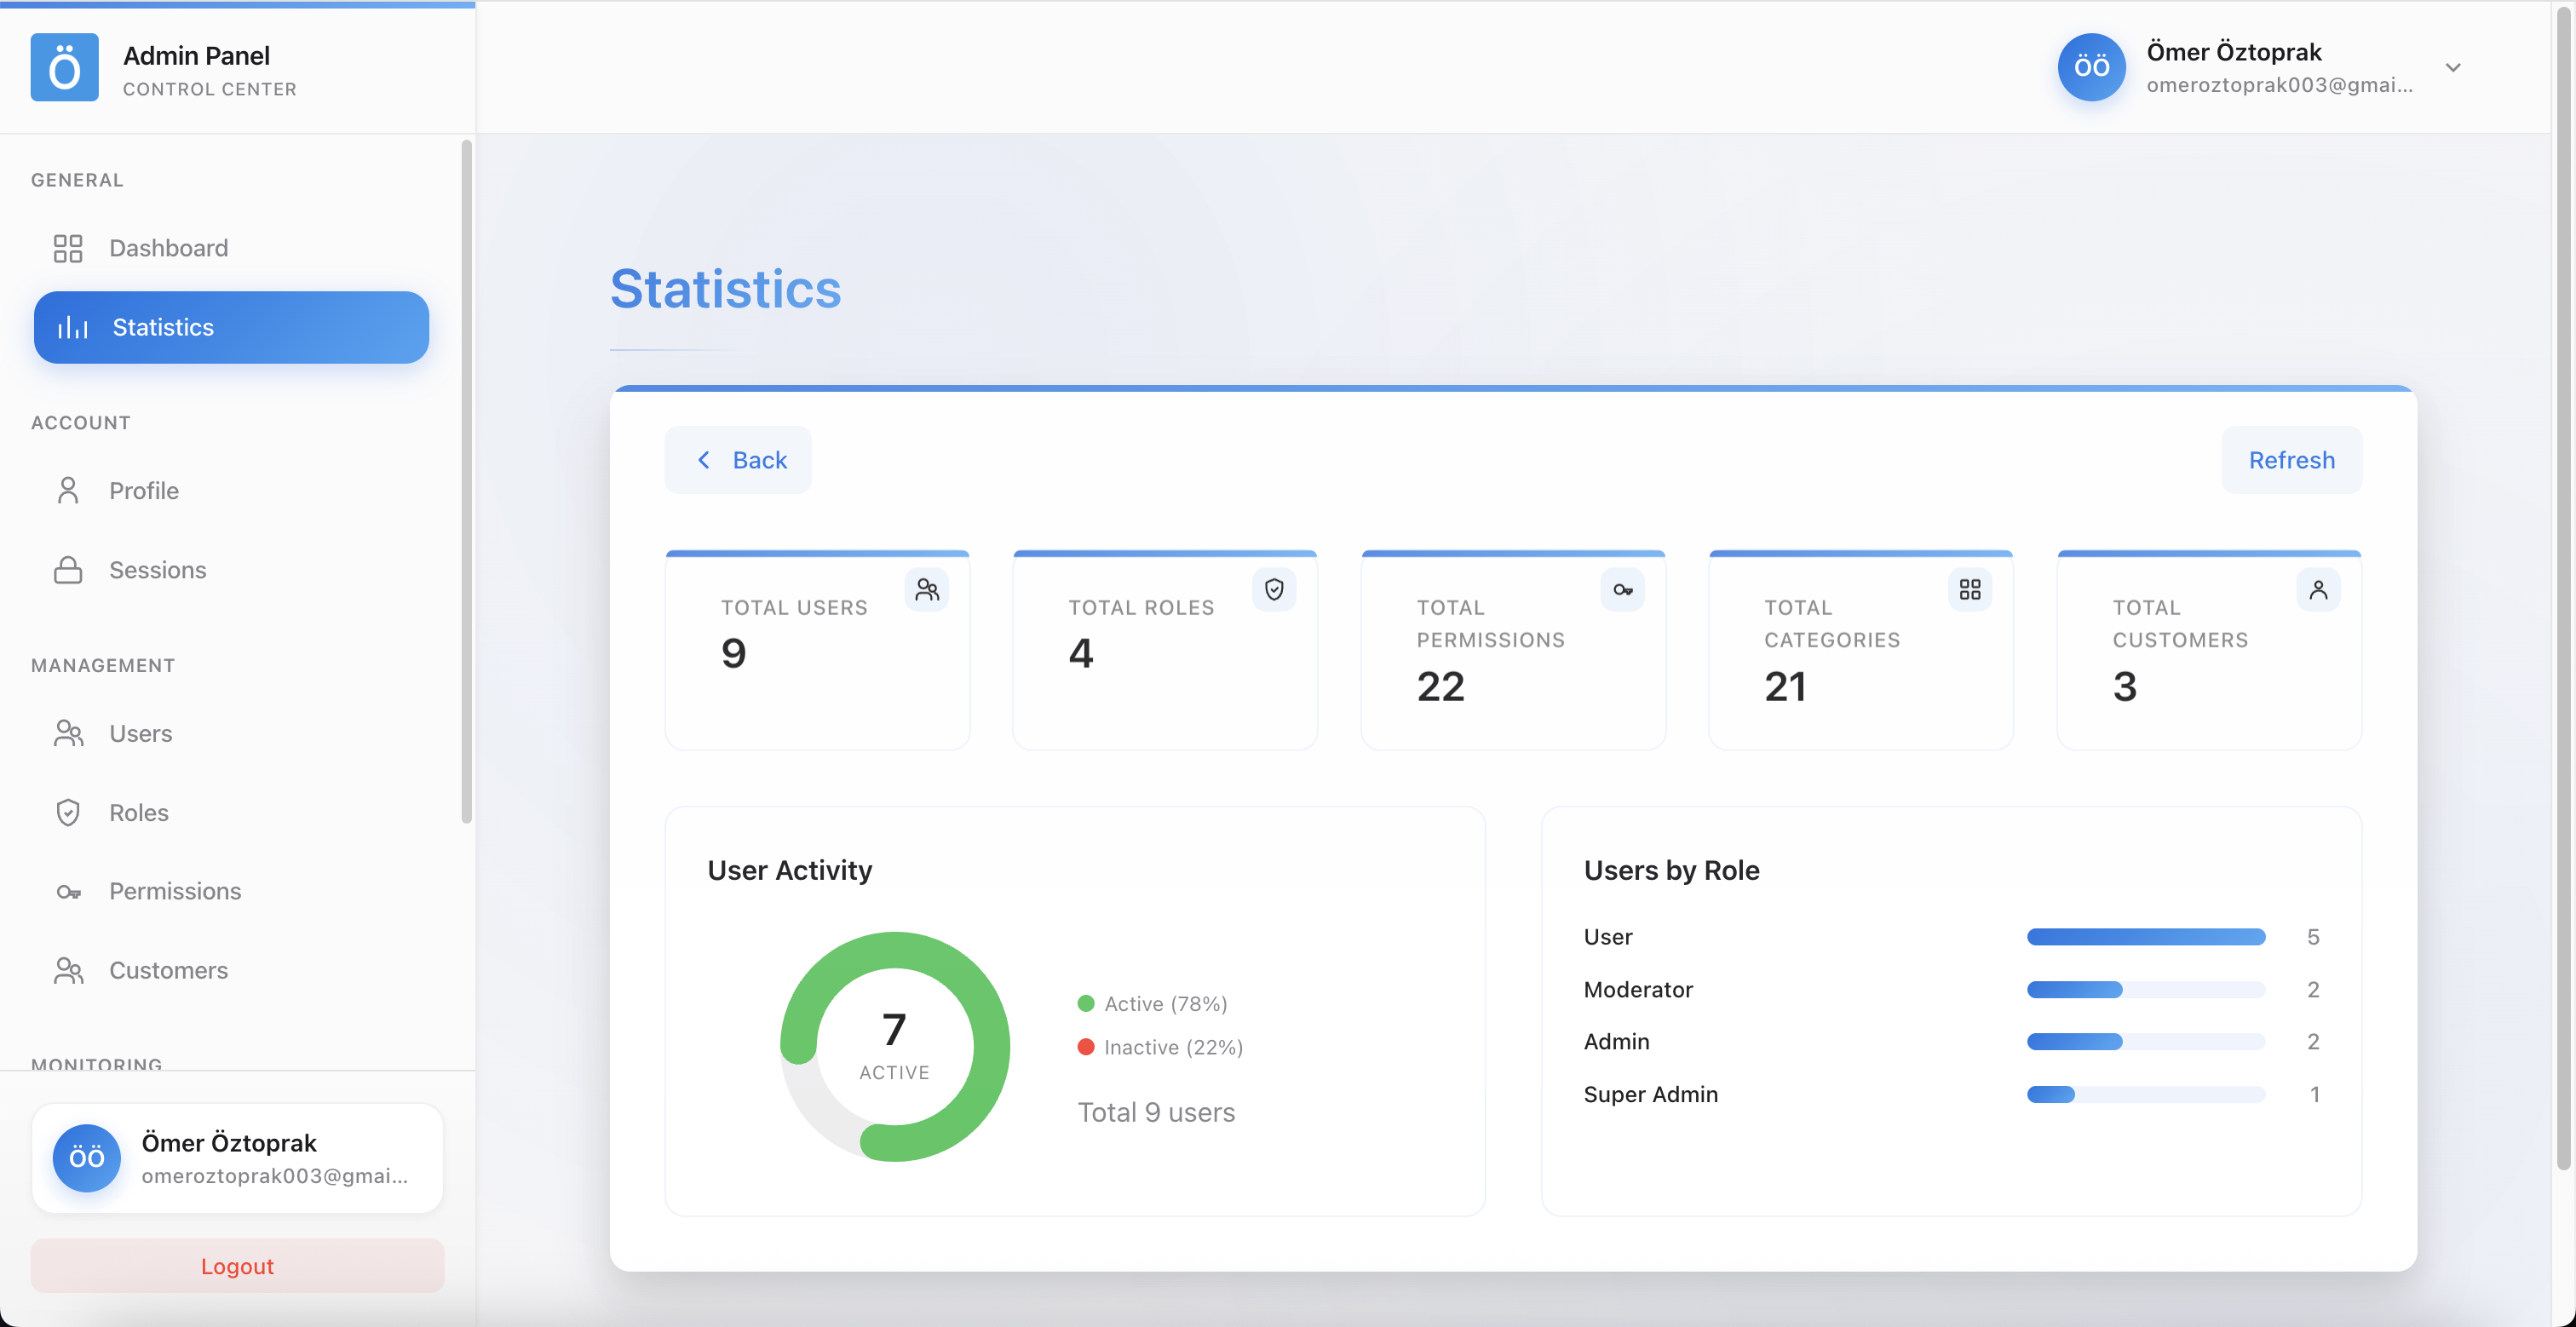 Ö
Admin Panel
CONTROL CENTER
ÖÖ
Ömer Öztoprak
omeroztoprak003@gmai...
GENERAL
Dashboard
Statistics
ACCOUNT
Profile
Sessions
MANAGEMENT
Users
Roles
Permissions
Customers
MONITORING
ÖÖ
Ömer Öztoprak
omeroztoprak003@gmai...
Logout
Statistics
Back
Refresh
TOTAL USERS
9
TOTAL ROLES
4
TOTAL
PERMISSIONS
22
TOTAL
CATEGORIES
21
TOTAL
CUSTOMERS
3
User Activity
7
ACTIVE
Active (78%)
Inactive (22%)
Total 9 users
Users by Role
User 5
Moderator 2
Admin 2
Super Admin 1